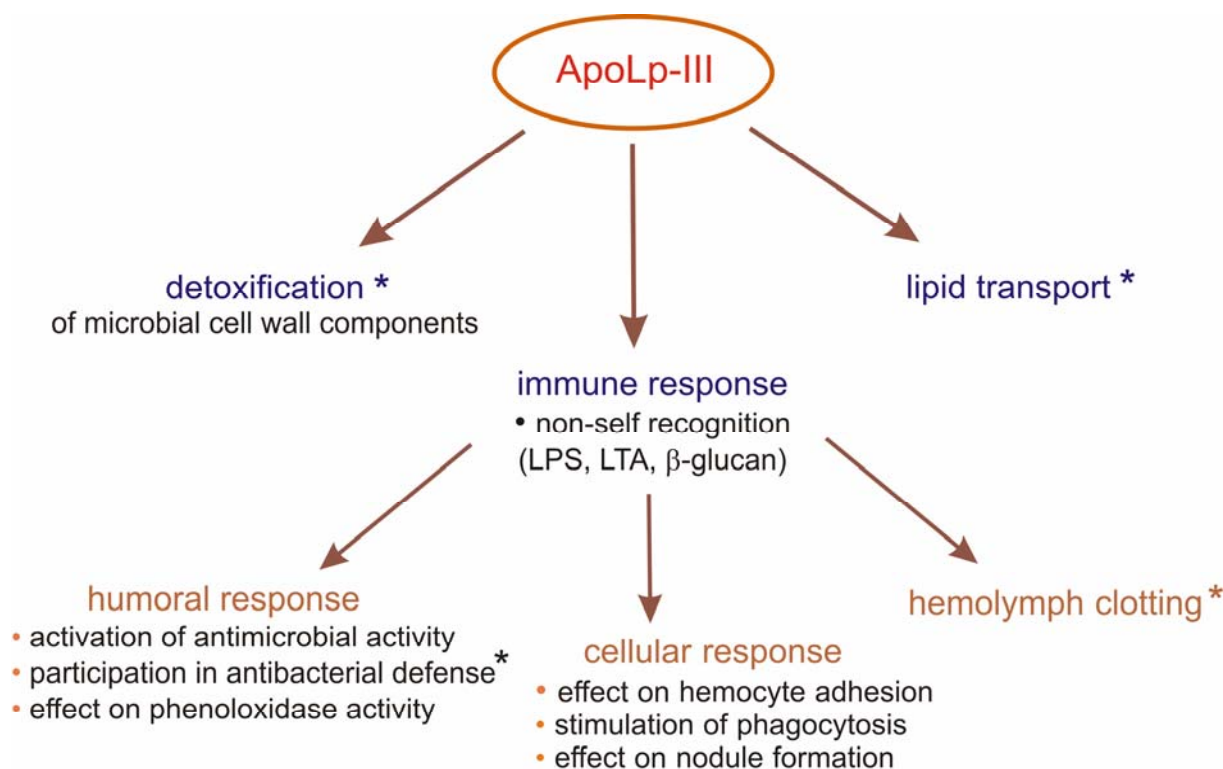 ApoLp-III
detoxification *
of microbial cell wall components
lipid transport *
immune response
• non-self recognition
(LPS, LTA, β-glucan)
humoral response
• activation of antimicrobial activity
• participation in antibacterial defense*
• effect on phenoloxidase activity
cellular response
• effect on hemocyte adhesion
• stimulation of phagocytosis
• effect on nodule formation
hemolymph clotting *